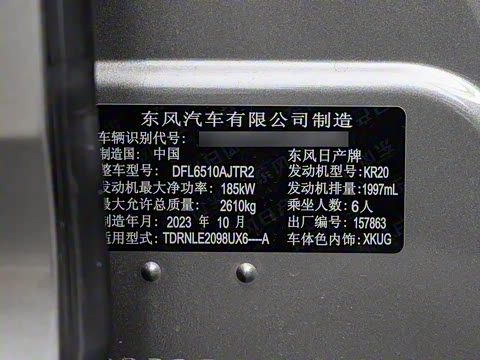 东风汽车有限公司制造
车辆识别代号：
制造国：中国 东风日产牌
整车型号：DFL6510AJTR2 发动机型号：KR20
发动机最大净功率：185kW 发动机排量：1997mL
最大允许总质量：2610kg 乘坐人数：6人
制造年月：2023 年 10 月 出厂编号：157863
适用型式：TDRNLE2098UX6----A 车体色内饰：XKUG